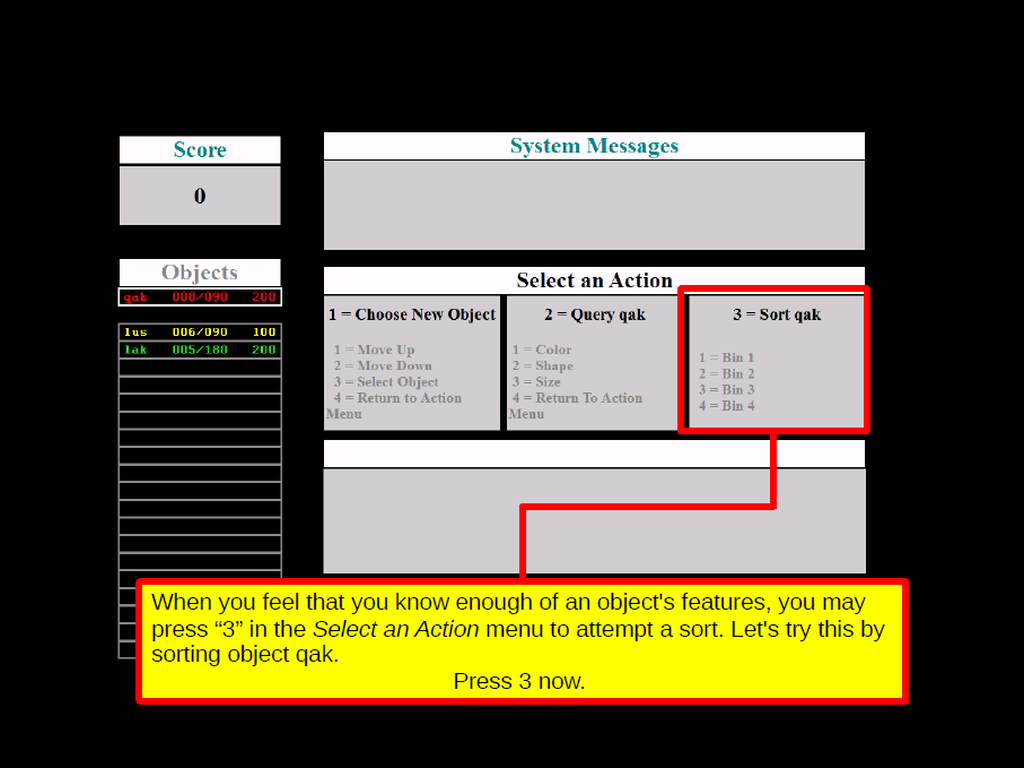 Score
System Messages
0
Objects
qak 000/090 200
lus 006/090 100
lak 005/180 200
Select an Action
1 = Choose New Object
1 = Move Up
2 = Move Down
3 = Select Object
4 = Return to Action
Menu
2 = Query qak
1 = Color
2 = Shape
3 = Size
4 = Return To Action
Menu
3 = Sort qak
1 = Bin 1
2 = Bin 2
3 = Bin 3
4 = Bin 4
When you feel that you know enough of an object's features, you may
press “3” in the Select an Action menu to attempt a sort. Let's try this by
sorting object qak.
Press 3 now.